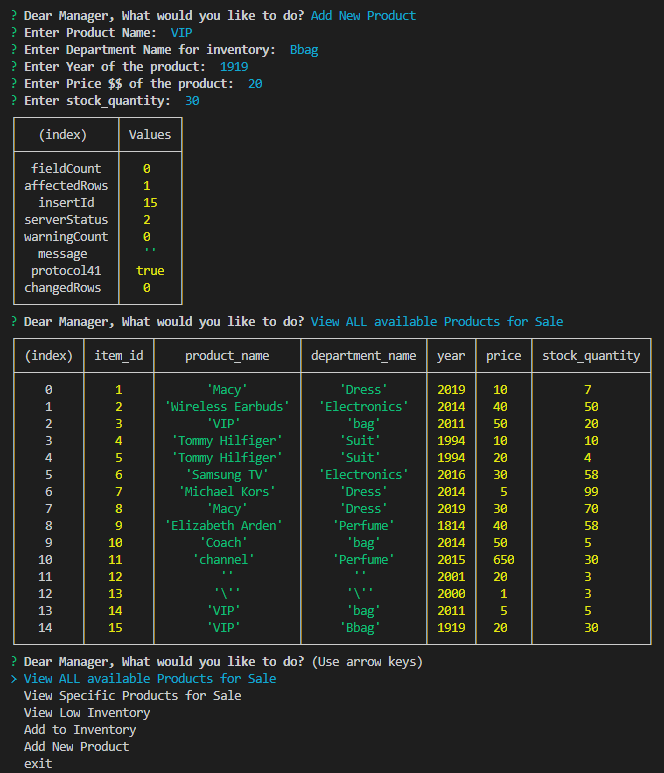 ? Dear Manager, What would you like to do? Add New Product
? Enter Product Name:  VIP
? Enter Department Name for inventory:  Bbag
? Enter Year of the product:  1919
? Enter Price $$ of the product:  20
? Enter stock_quantity:  30
(index) Values
fieldCount 0
affectedRows 1
insertId 15
serverStatus 2
warningCount 0
message ''
protocol41 true
changedRows 0
? Dear Manager, What would you like to do? View ALL available Products for Sale
(index) item_id product_name department_name year price stock_quantity
0 1 'Macy' 'Dress' 2019 10 7
1 2 'Wireless Earbuds' 'Electronics' 2014 40 50
2 3 'VIP' 'bag' 2011 50 20
3 4 'Tommy Hilfiger' 'Suit' 1994 10 10
4 5 'Tommy Hilfiger' 'Suit' 1994 20 4
5 6 'Samsung TV' 'Electronics' 2016 30 58
6 7 'Michael Kors' 'Dress' 2014 5 99
7 8 'Macy' 'Dress' 2019 30 70
8 9 'Elizabeth Arden' 'Perfume' 1814 40 58
9 10 'Coach' 'bag' 2014 50 5
10 11 'channel' 'Perfume' 2015 650 30
11 12 '' '' 2001 20 3
12 13 '\'' '\'' 2000 1 3
13 14 'VIP' 'bag' 2011 5 5
14 15 'VIP' 'Bbag' 1919 20 30
? Dear Manager, What would you like to do? (Use arrow keys)
> View ALL available Products for Sale
View Specific Products for Sale
View Low Inventory
Add to Inventory
Add New Product
exit